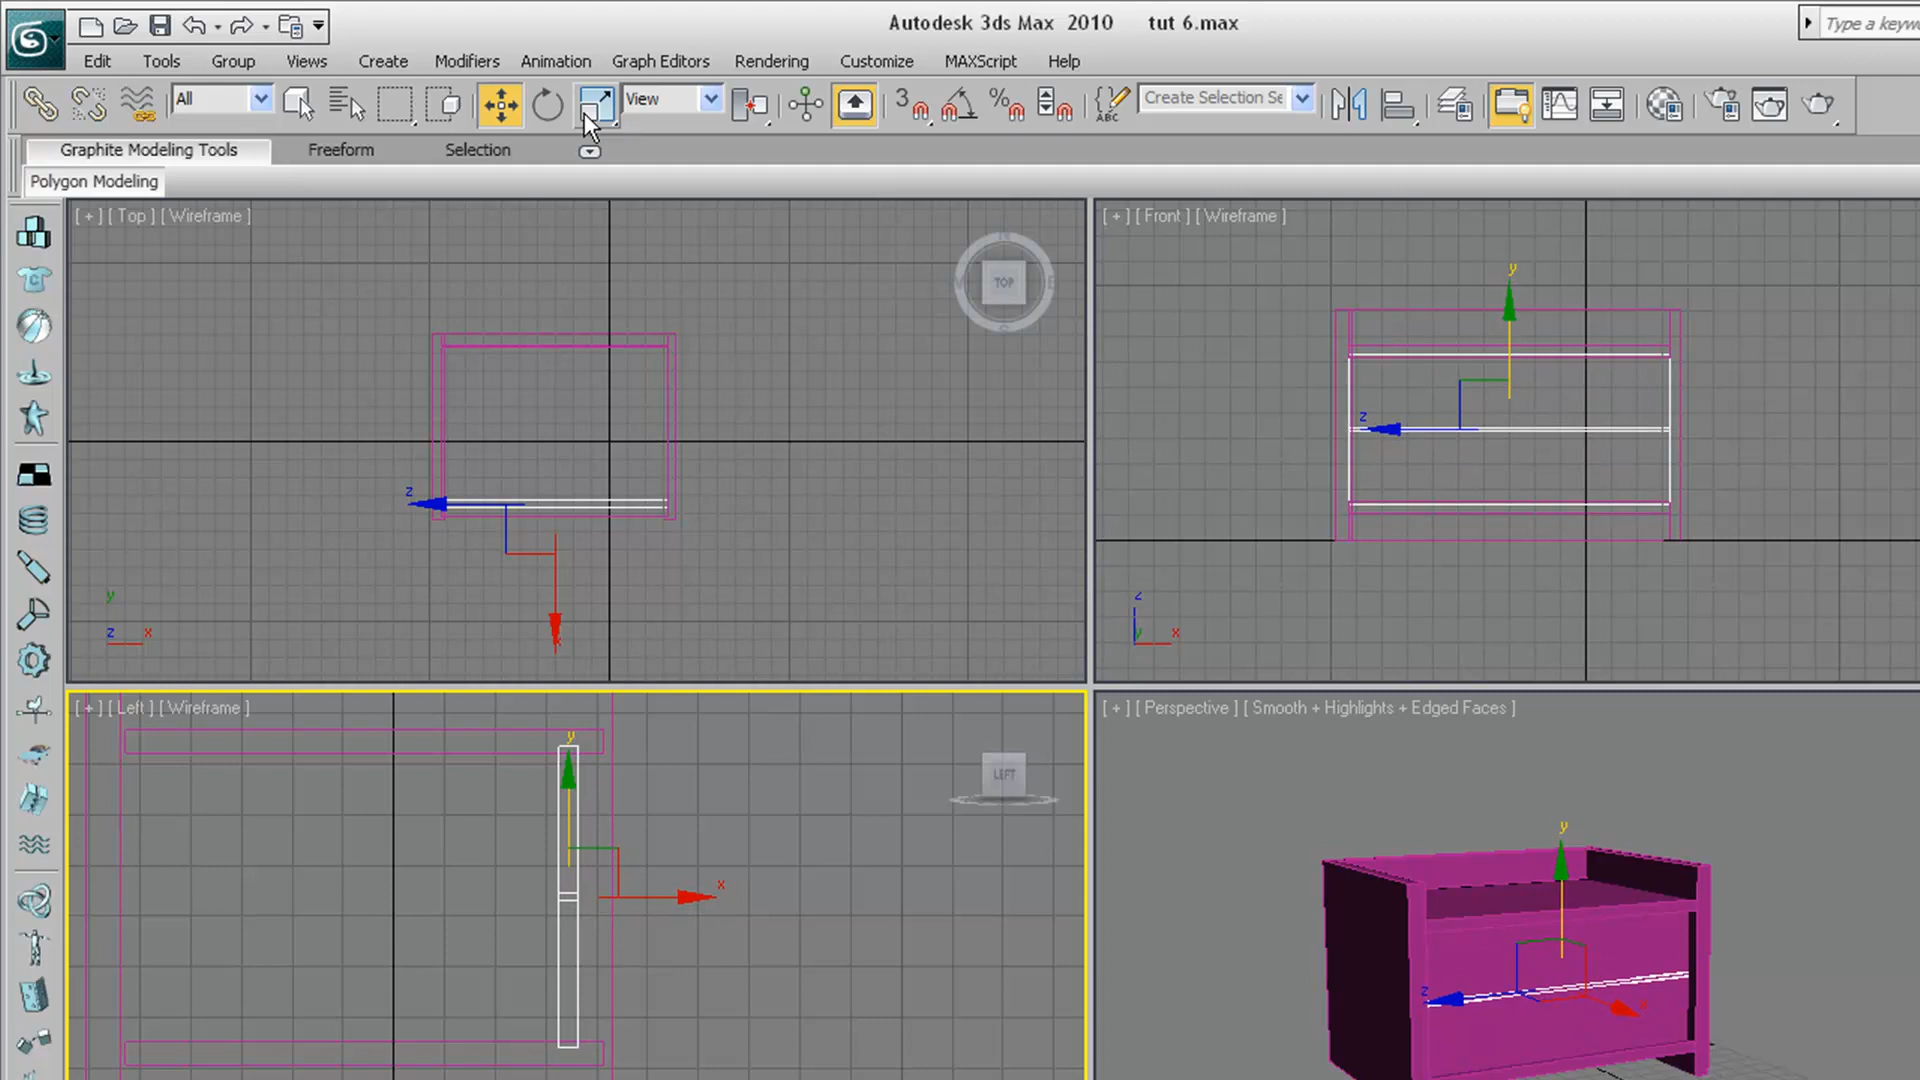 Autodesk 3ds Max 2010 tut 6.max
Type a keyw
Edit Tools Group Views Create Modifiers Animation Graph Editors Rendering Customize MAXScript Help
All
View
3
%
ABC
Create Selection Se
Graphite Modeling Tools Freeform Selection
Polygon Modeling
[ + ] [ Top ] [ Wireframe ]
TOP
z
x
y
z x
[ + ] [ Front ] [ Wireframe ]
y
z
z
y x
[ + ] [ Left ] [ Wireframe ]
y
LEFT
x
[ + ] [ Perspective ] [ Smooth + Highlights + Edged Faces ]
y
z
x